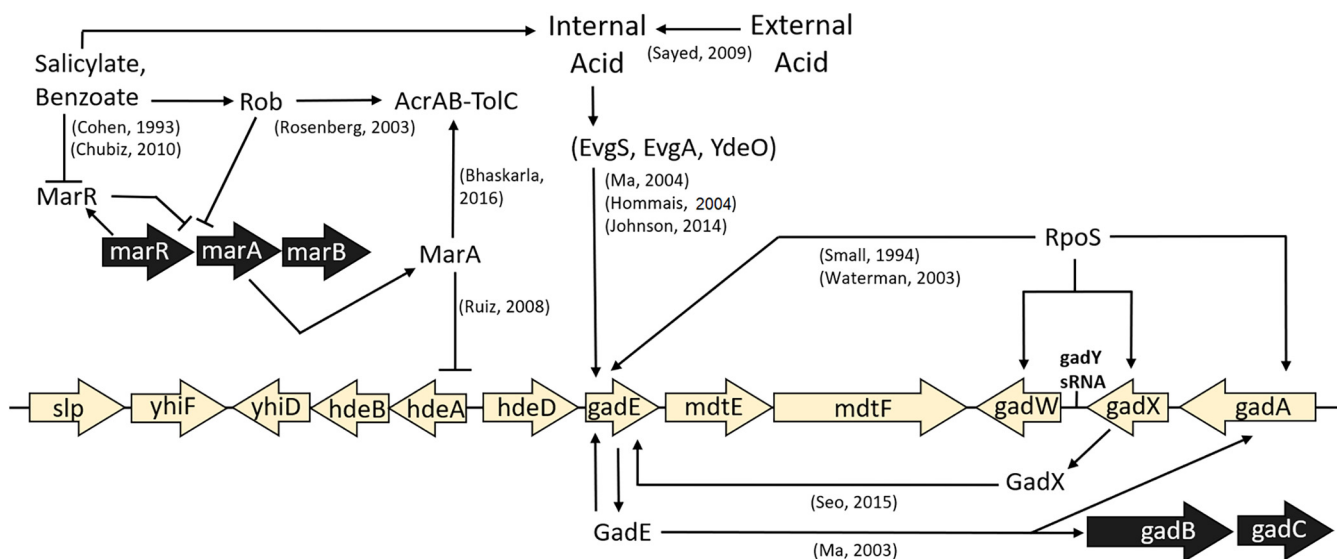 Internal
Acid
External
Acid
(Sayed, 2009)
Salicylate,
Benzoate
Rob
AcrAB-TolC
(Cohen, 1993)
(Chubiz, 2010)
(Rosenberg, 2003)
(EvgS, EvgA, YdeO)
(Ma, 2004)
(Hommais, 2004)
(Johnson, 2014)
(Bhaskarla,
2016)
MarR
marR
marA
marB
MarA
RpoS
(Small, 1994)
(Waterman, 2003)
(Ruiz, 2008)
gadY
sRNA
slp
yhiF
yhiD
hdeB
hdeA
hdeD
gadE
mdtE
mdtF
gadW
gadX
gadA
GadX
(Seo, 2015)
GadE
(Ma, 2003)
gadB
gadC